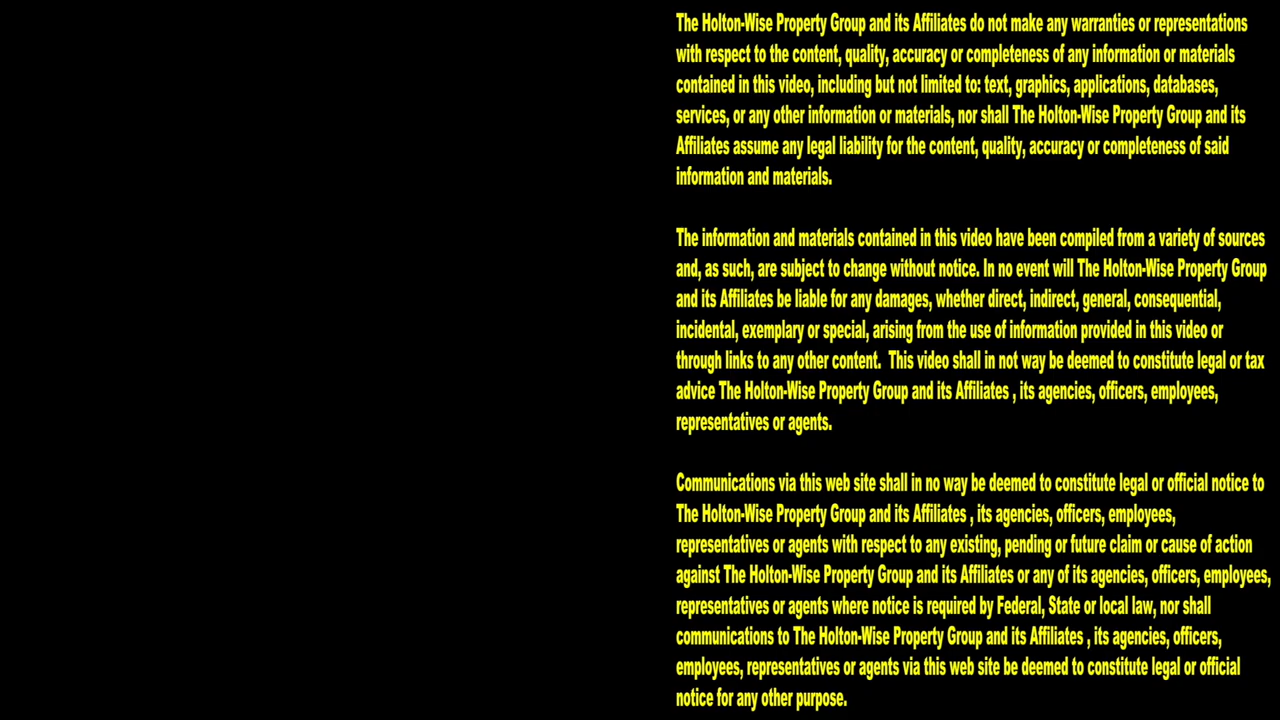 The Holton-Wise Property Group and its Affiliates do not make any warranties or representations
with respect to the content, quality, accuracy or completeness of any information or materials
contained in this video, including but not limited to: text, graphics, applications, databases,
services, or any other information or materials, nor shall The Holton-Wise Property Group and its
Affiliates assume any legal liability for the content, quality, accuracy or completeness of said
information and materials.
The information and materials contained in this video have been compiled from a variety of sources
and, as such, are subject to change without notice. In no event will The Holton-Wise Property Group
and its Affiliates be liable for any damages, whether direct, indirect, general, consequential,
incidental, exemplary or special, arising from the use of information provided in this video or
through links to any other content.  This video shall in not way be deemed to constitute legal or tax
advice The Holton-Wise Property Group and its Affiliates , its agencies, officers, employees,
representatives or agents.
Communications via this web site shall in no way be deemed to constitute legal or official notice to
The Holton-Wise Property Group and its Affiliates , its agencies, officers, employees,
representatives or agents with respect to any existing, pending or future claim or cause of action
against The Holton-Wise Property Group and its Affiliates or any of its agencies, officers, employees,
representatives or agents where notice is required by Federal, State or local law, nor shall
communications to The Holton-Wise Property Group and its Affiliates , its agencies, officers,
employees, representatives or agents via this web site be deemed to constitute legal or official
notice for any other purpose.